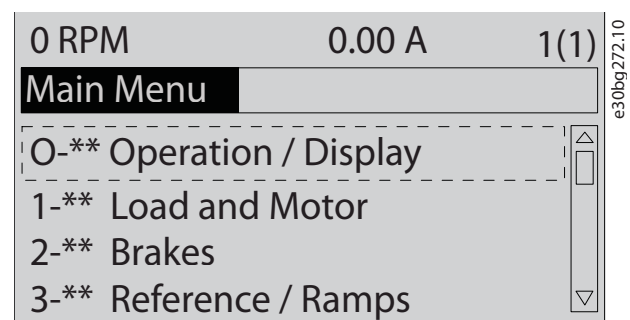 0 RPM 0.00 A 1(1)
Main Menu
O-** Operation / Display
1-** Load and Motor
2-** Brakes
3-** Reference / Ramps
e30bg272.10